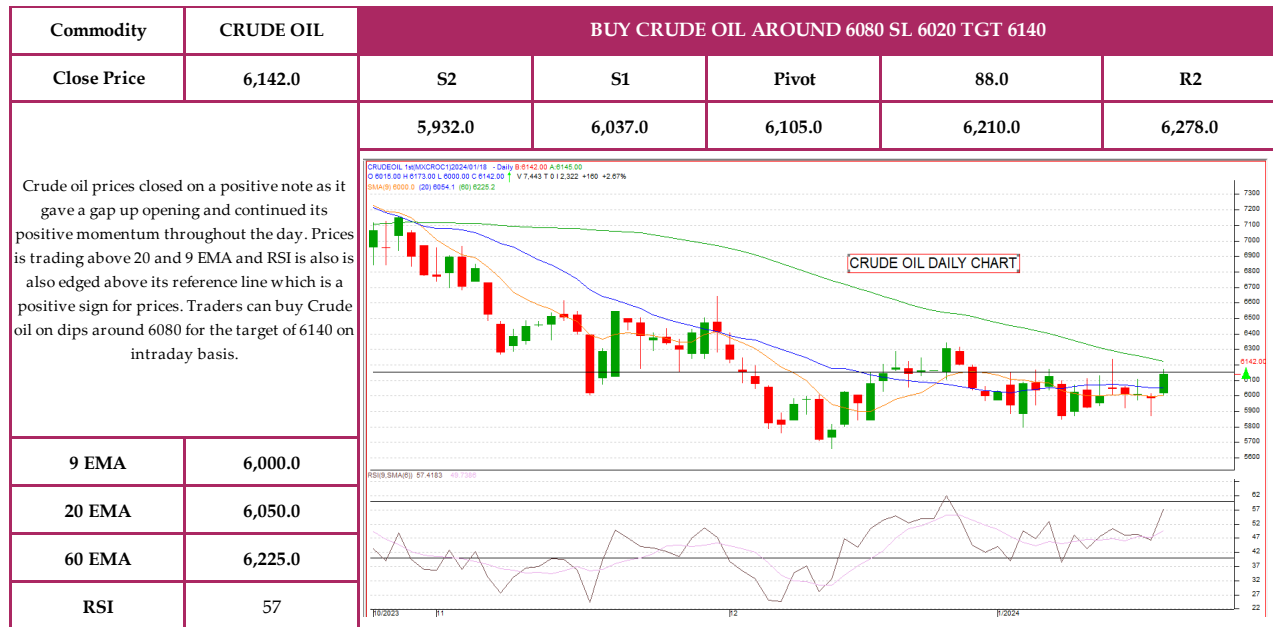 Commodity CRUDE OIL BUY CRUDE OIL AROUND 6080 SL 6020 TGT 6140
Close Price 6,142.0 S2 S1 Pivot 88.0 R2
5,932.0 6,037.0 6,105.0 6,210.0 6,278.0
Crude oil prices closed on a positive note as it
gave a gap up opening and continued its
positive momentum throughout the day. Prices
is trading above 20 and 9 EMA and RSI is also is
also edged above its reference line which is a
positive sign for prices. Traders can buy Crude
oil on dips around 6080 for the target of 6140 on
intraday basis.
9 EMA 6,000.0
20 EMA 6,050.0
60 EMA 6,225.0
RSI 57
CRUDEOIL 1st(MXCROC1)2024/01/18 - Daily B:6142.00 A:6145.00
O 6015.00 H 6173.00 L 6000.00 C 6142.00 V 7,443 T 0 I 2,322 +160 +2.67%
SMA(9) 6000.0 (20) 6054.1 (60) 6225.2
CRUDE OIL DAILY CHART
7300
7200
7100
7000
6900
6800
6700
6600
6500
6400
6300
6142.00
6000
5900
5800
5700
5600
RSI(9,SMA(6)) 57.4183
62
57
52
47
42
37
32
27
22
10/2023 11 12 1/2024